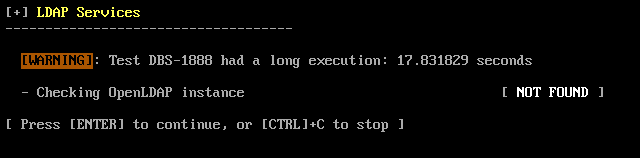 [+] LDAP Services
------------------------------------
[WARNING]: Test DBS-1888 had a long execution: 17.831829 seconds
- Checking OpenLDAP instance [ NOT FOUND ]
[ Press [ENTER] to continue, or [CTRL]+C to stop ]